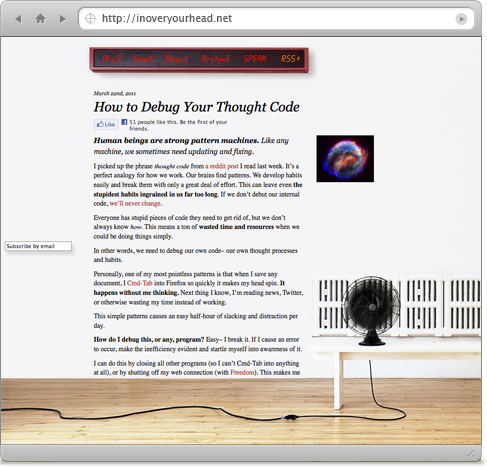 http://inoveryourhead.net
BloG Book About ArchivE SPERM RSS+
March 22nd, 2011
How to Debug Your Thought Code
Like 51 people like this. Be the first of your
friends.
Human beings are strong pattern machines. Like any
machine, we sometimes need updating and fixing.
I picked up the phrase thought code from a reddit post I read last week. It's a
perfect analogy for how we work. Our brains find patterns. We develop habits
easily and break them with only a great deal of effort. This can leave even the
stupidest habits ingrained in us far too long. If we don't debug our internal
code, we'll never change.
Everyone has stupid pieces of code they need to get rid of, but we don't
always know how. This means a ton of wasted time and resources when we
could be doing things simply.
Subscribe by email
In other words, we need to debug our own code– our own thought processes
and habits.
Personally, one of my most pointless patterns is that when I save any
document, I Cmd-Tab into Firefox so quickly it makes my head spin. It
happens without me thinking. Next thing I know, I'm reading news, Twitter,
or otherwise wasting my time instead of working.
This simple patterns causes an easy half-hour of slacking and distraction per
day.
How do I debug this, or any, program? Easy– I break it. If I cause an error
to occur, make the inefficiency evident and startle myself into awareness of it.
I can do this by closing all other programs (so I can't Cmd-Tab into anything
at all), or by shutting off my web connection (with Freedom). This makes me